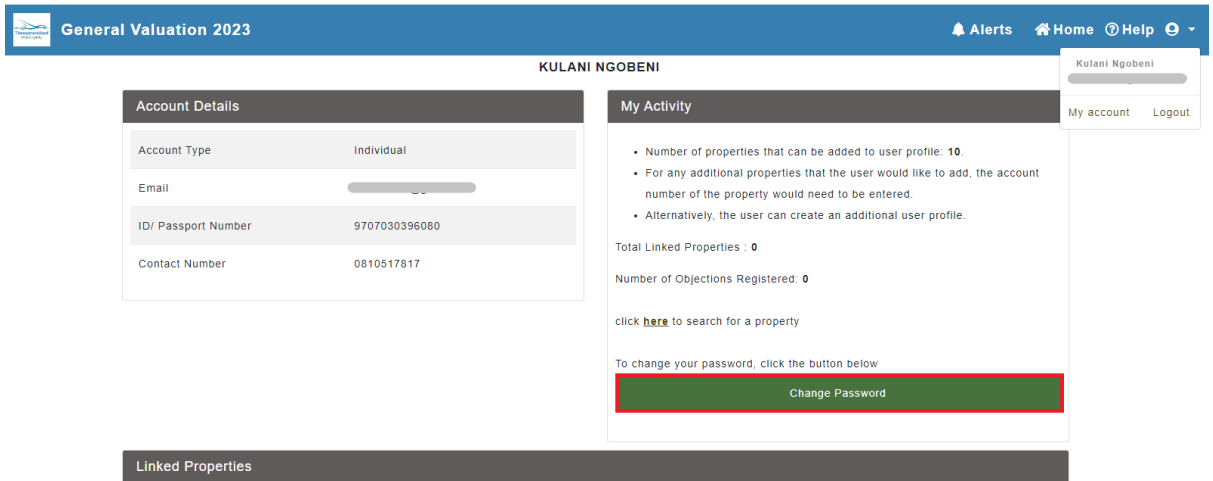 General Valuation 2023
Alerts Home Help
KULANI NGOBENI
Kulani Ngobeni
My account Logout
Account Details
Account Type Individual
Email
ID/ Passport Number 9707030396080
Contact Number 0810517817
My Activity
• Number of properties that can be added to user profile: 10.
• For any additional properties that the user would like to add, the account
number of the property would need to be entered.
• Alternatively, the user can create an additional user profile.
Total Linked Properties : 0
Number of Objections Registered: 0
click here to search for a property
To change your password, click the button below
Change Password
Linked Properties